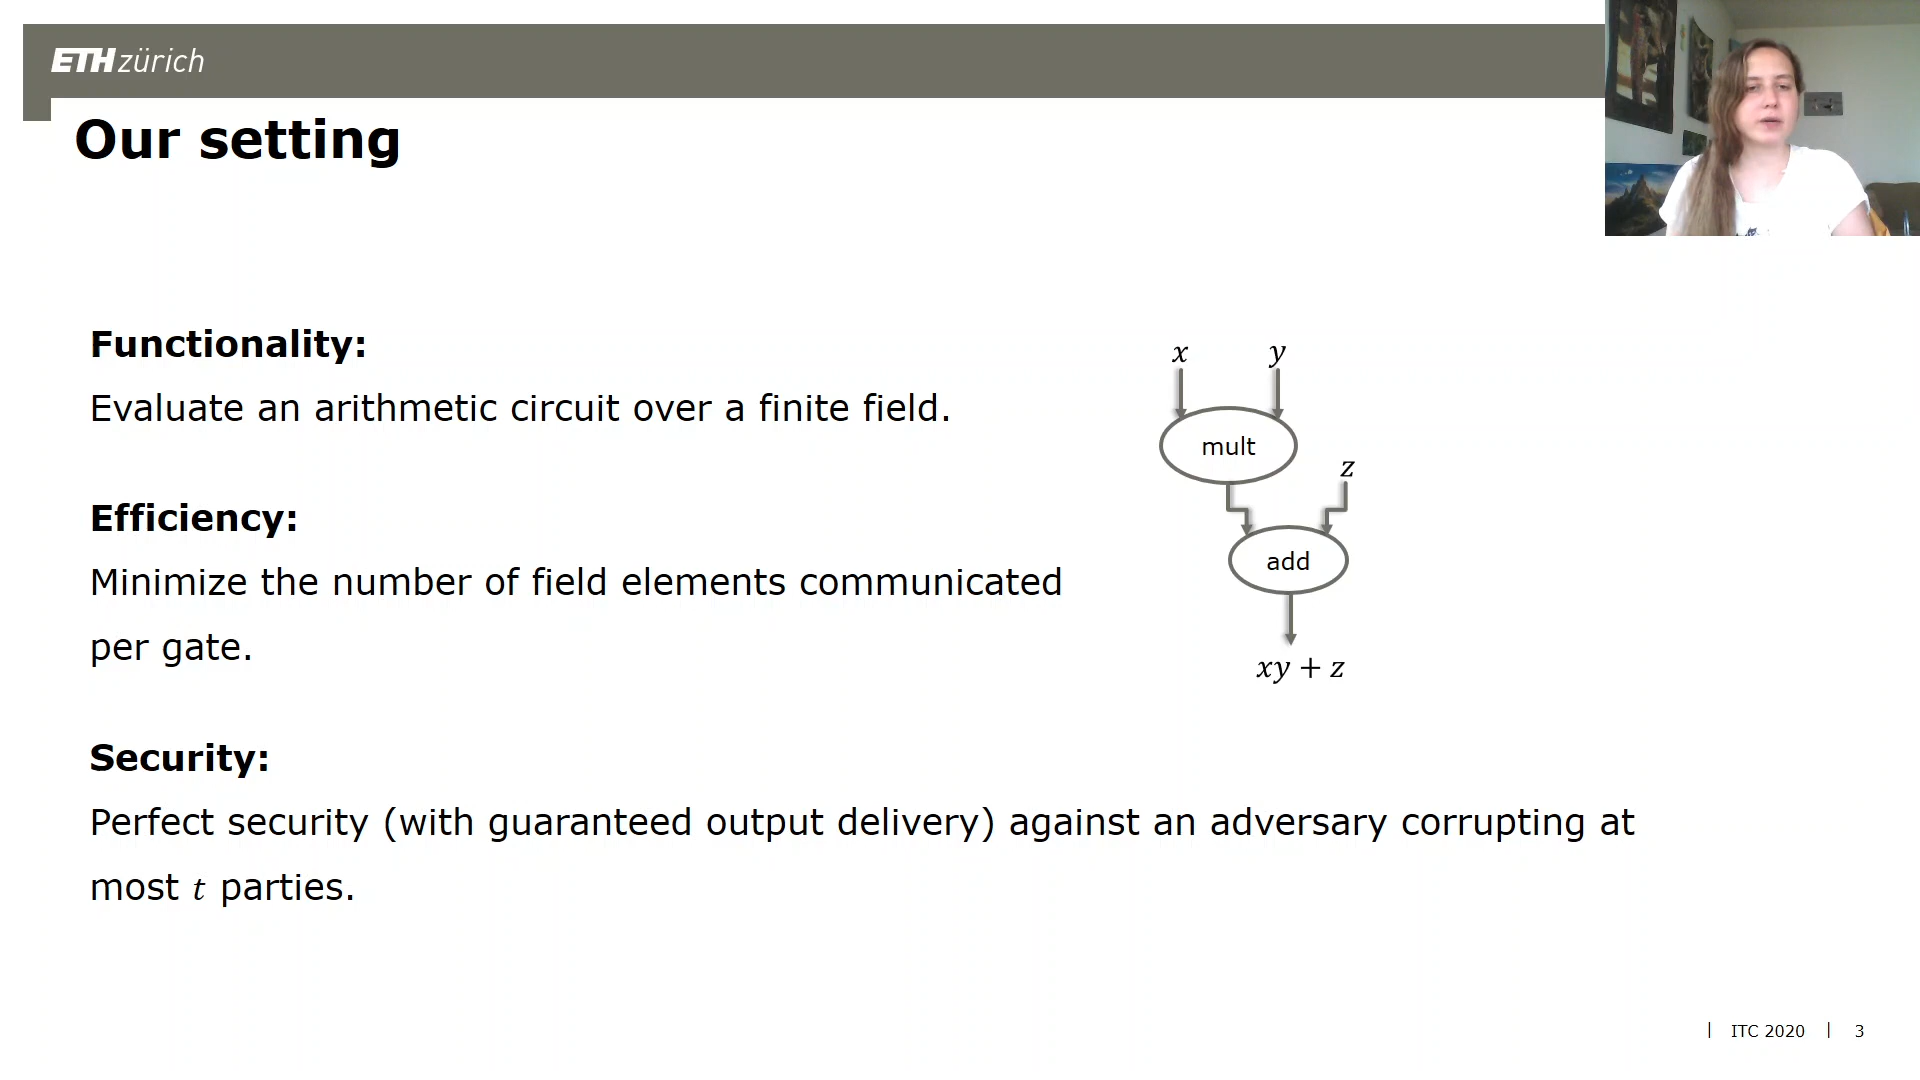 ETH zürich
Our setting
Functionality:
Evaluate an arithmetic circuit over a finite field.
Efficiency:
Minimize the number of field elements communicated
per gate.
x y
mult
z
add
xy + z
Security:
Perfect security (with guaranteed output delivery) against an adversary corrupting at
most t parties.
| ITC 2020 | 3